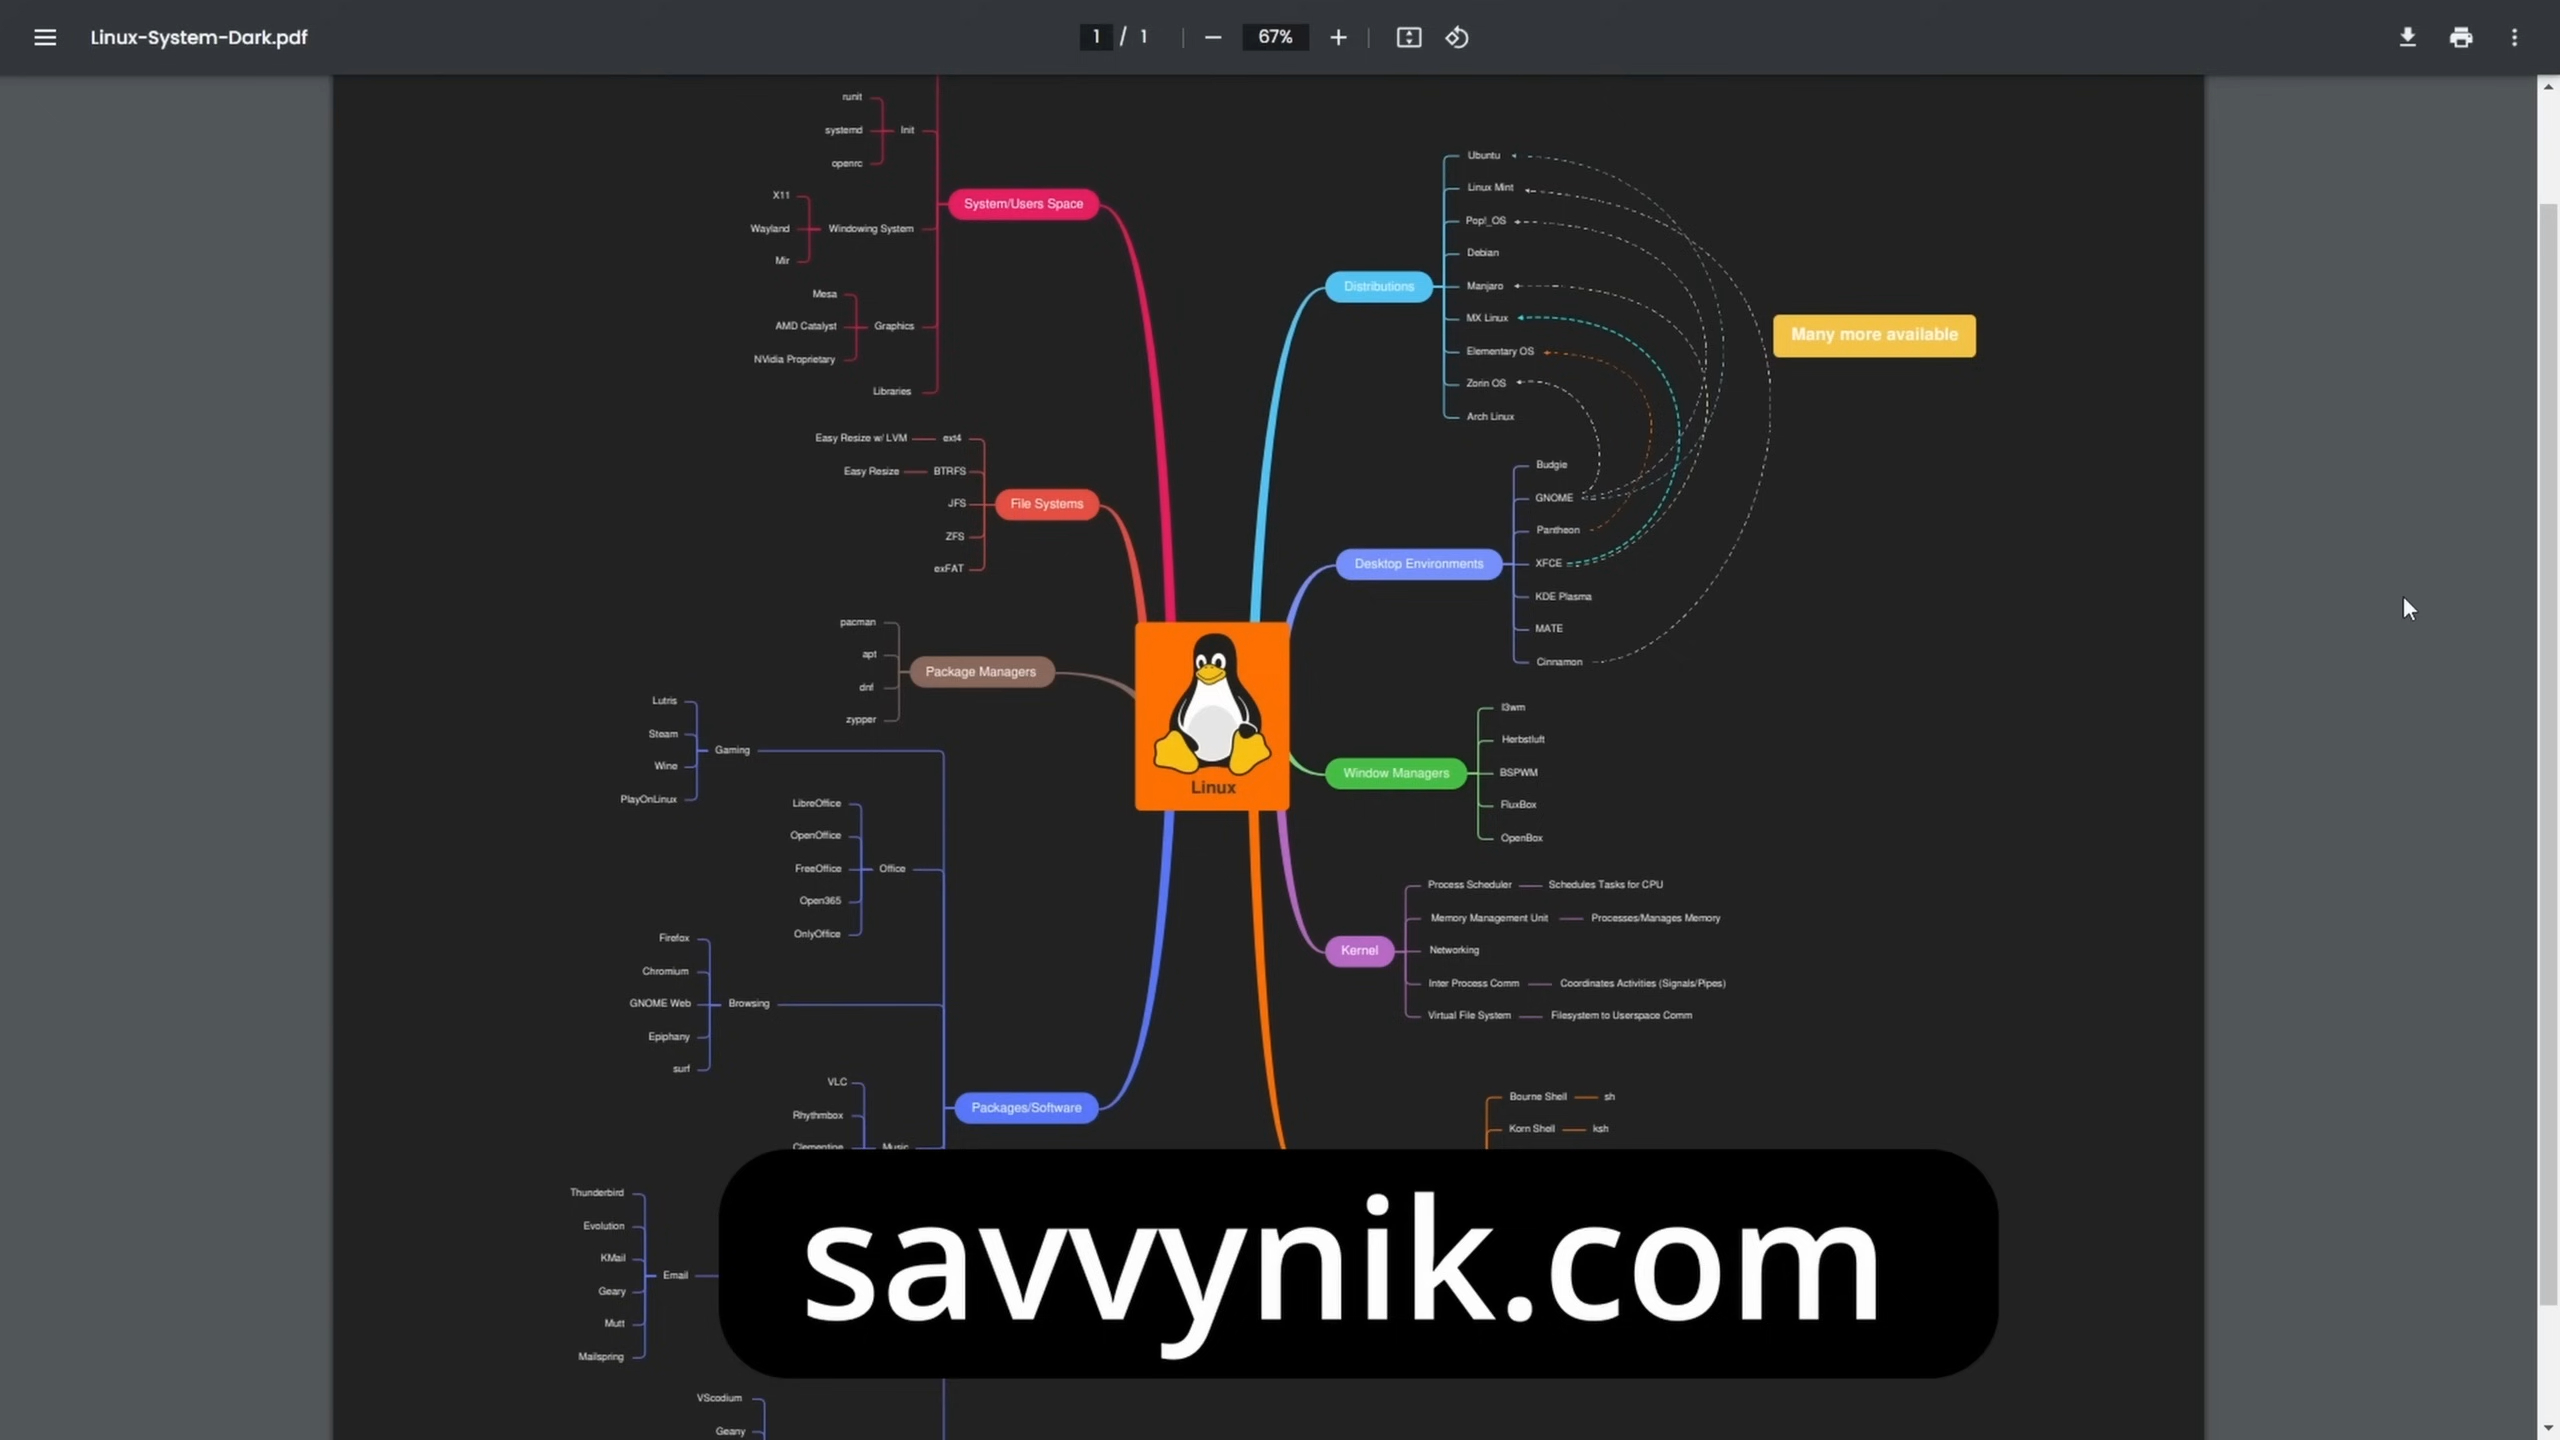 Linux-System-Dark.pdf
1 / 1
67%
runit
systemd
openrc
Init
X11
Wayland
Mir
Windowing System
Mesa
AMD Catalyst
NVidia Proprietary
Graphics
Libraries
System/Users Space
Easy Resize w/ LVM
ext4
Easy Resize
BTRFS
JFS
ZFS
exFAT
File Systems
pacman
apt
dnf
zypper
Package Managers
Lutris
Steam
Wine
PlayOnLinux
Gaming
LibreOffice
OpenOffice
FreeOffice
Open365
OnlyOffice
Office
Firefox
Chromium
GNOME Web
Epiphany
surf
Browsing
VLC
Rhythmbox
Clementine
Music
Packages/Software
Thunderbird
Evolution
KMail
Geary
Mutt
Mailspring
Email
VScodium
Geany
Linux
Distributions
Ubuntu
Linux Mint
Pop!_OS
Debian
Manjaro
MX Linux
Elementary OS
Zorin OS
Arch Linux
Many more available
Desktop Environments
Budgie
GNOME
Pantheon
XFCE
KDE Plasma
MATE
Cinnamon
Window Managers
I3wm
Herbstluft
BSPWM
FluxBox
OpenBox
Kernel
Process Scheduler
Schedules Tasks for CPU
Memory Management Unit
Processes/Manages Memory
Networking
Inter Process Comm
Coordinates Activities (Signals/Pipes)
Virtual File System
Filesystem to Userspace Comm
Bourne Shell
sh
Korn Shell
ksh
savvynik.com